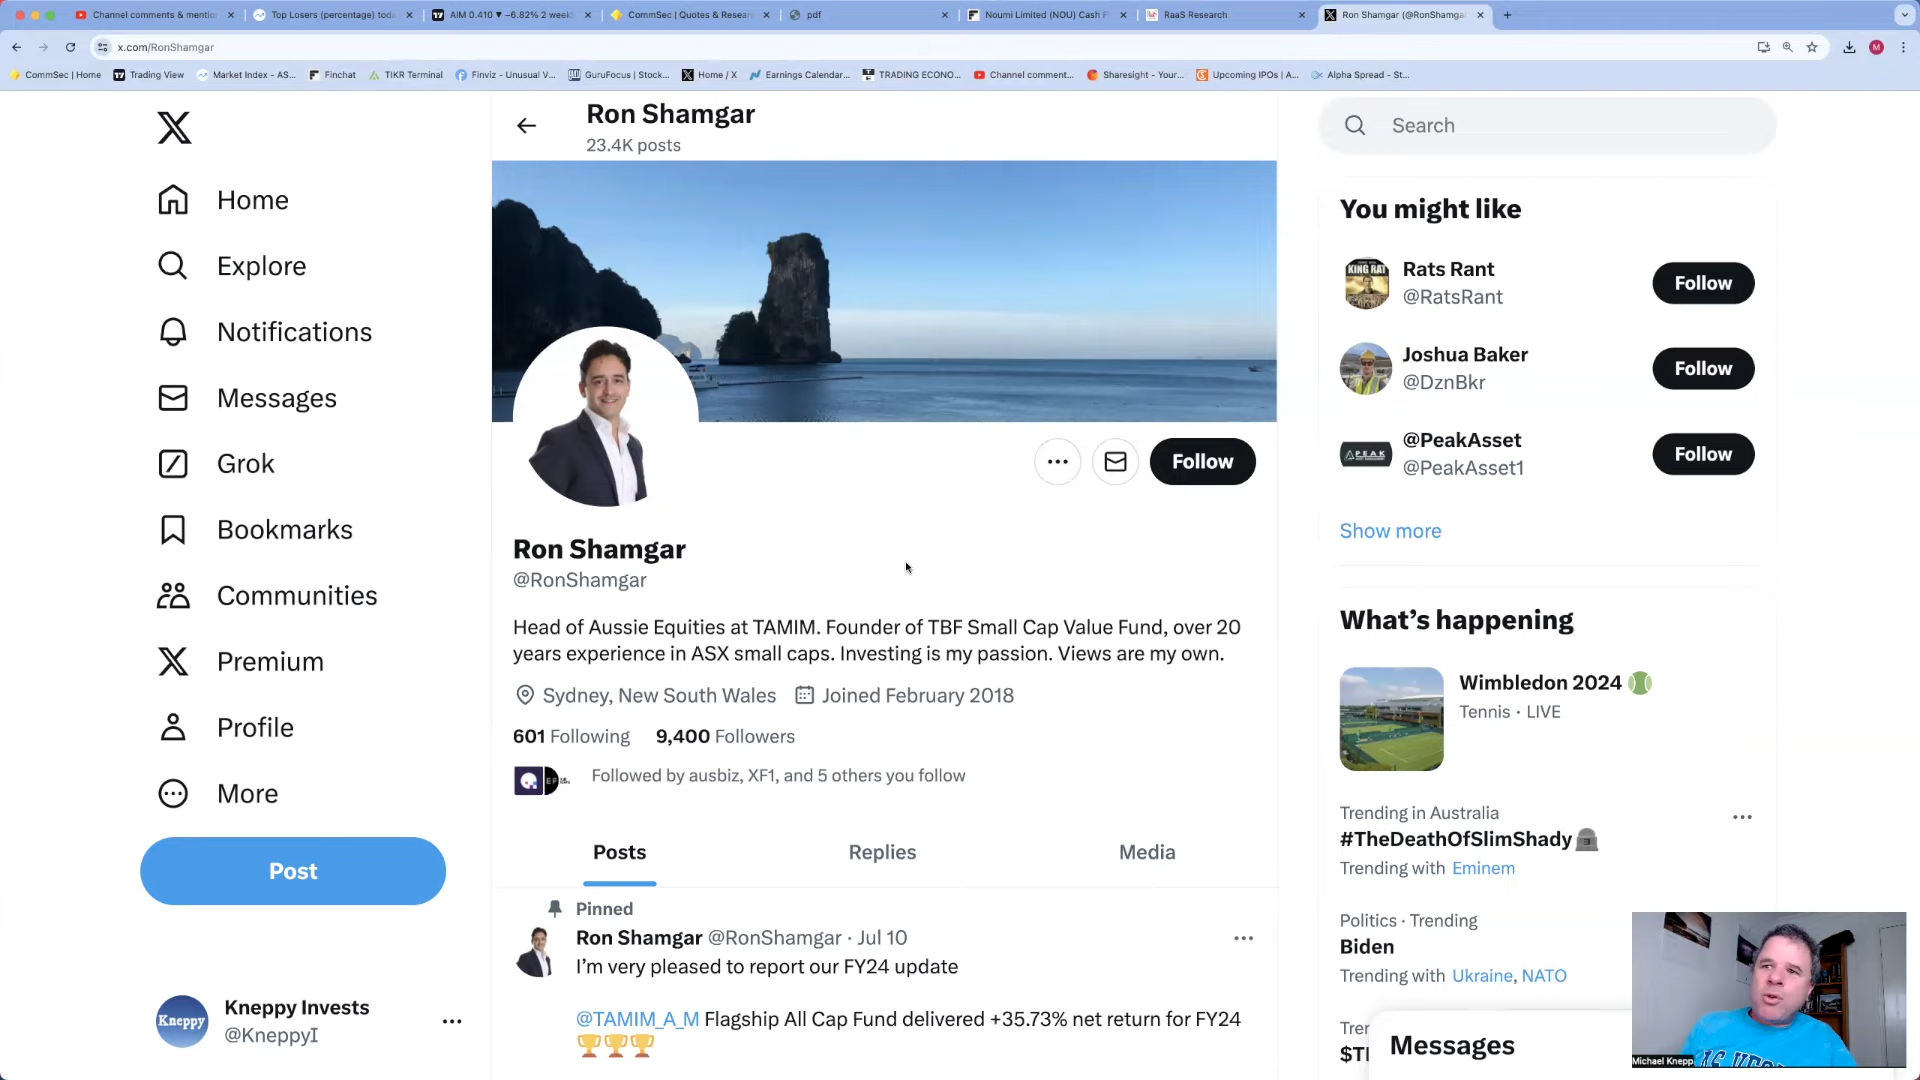 Channel comments & mentio
Top Losers (percentage) tod
AIM 0.410 ▼ −6.82% 2 week
CommSec | Quotes & Resear
pdf
Noumi Limited (NOU) Cash F
RaaS Research
Ron Shamgar (@RonShamga
x.com/RonShamgar
CommSec | Home
Trading View
Market Index - AS...
Finchat
TIKR Terminal
Finviz - Unusual V...
GuruFocus | Stock...
Home / X
Earnings Calendar...
TRADING ECONO...
Channel comment...
Sharesight - Your...
Upcoming IPOs | A...
Alpha Spread - St...
Home
Explore
Notifications
Messages
Grok
Bookmarks
Communities
Premium
Profile
More
Post
Kneppy
Kneppy Invests
@KneppyI
Ron Shamgar
23.4K posts
Follow
Ron Shamgar
@RonShamgar
Head of Aussie Equities at TAMIM. Founder of TBF Small Cap Value Fund, over 20
years experience in ASX small caps. Investing is my passion. Views are my own.
Sydney, New South Wales Joined February 2018
601 Following 9,400 Followers
Followed by ausbiz, XF1, and 5 others you follow
Posts Replies Media
Pinned
Ron Shamgar @RonShamgar · Jul 10
I'm very pleased to report our FY24 update
@TAMIM_A_M Flagship All Cap Fund delivered +35.73% net return for FY24
🏆🏆🏆
Search
You might like
KING RAT
Rats Rant
@RatsRant
Follow
Joshua Baker
@DznBkr
Follow
PEAK
@PeakAsset
@PeakAsset1
Follow
Show more
What's happening
Wimbledon 2024
Tennis · LIVE
Trending in Australia
#TheDeathOfSlimShady
Trending with Eminem
Politics · Trending
Biden
Trending with Ukraine, NATO
Tren
Messages
Michael Knepp